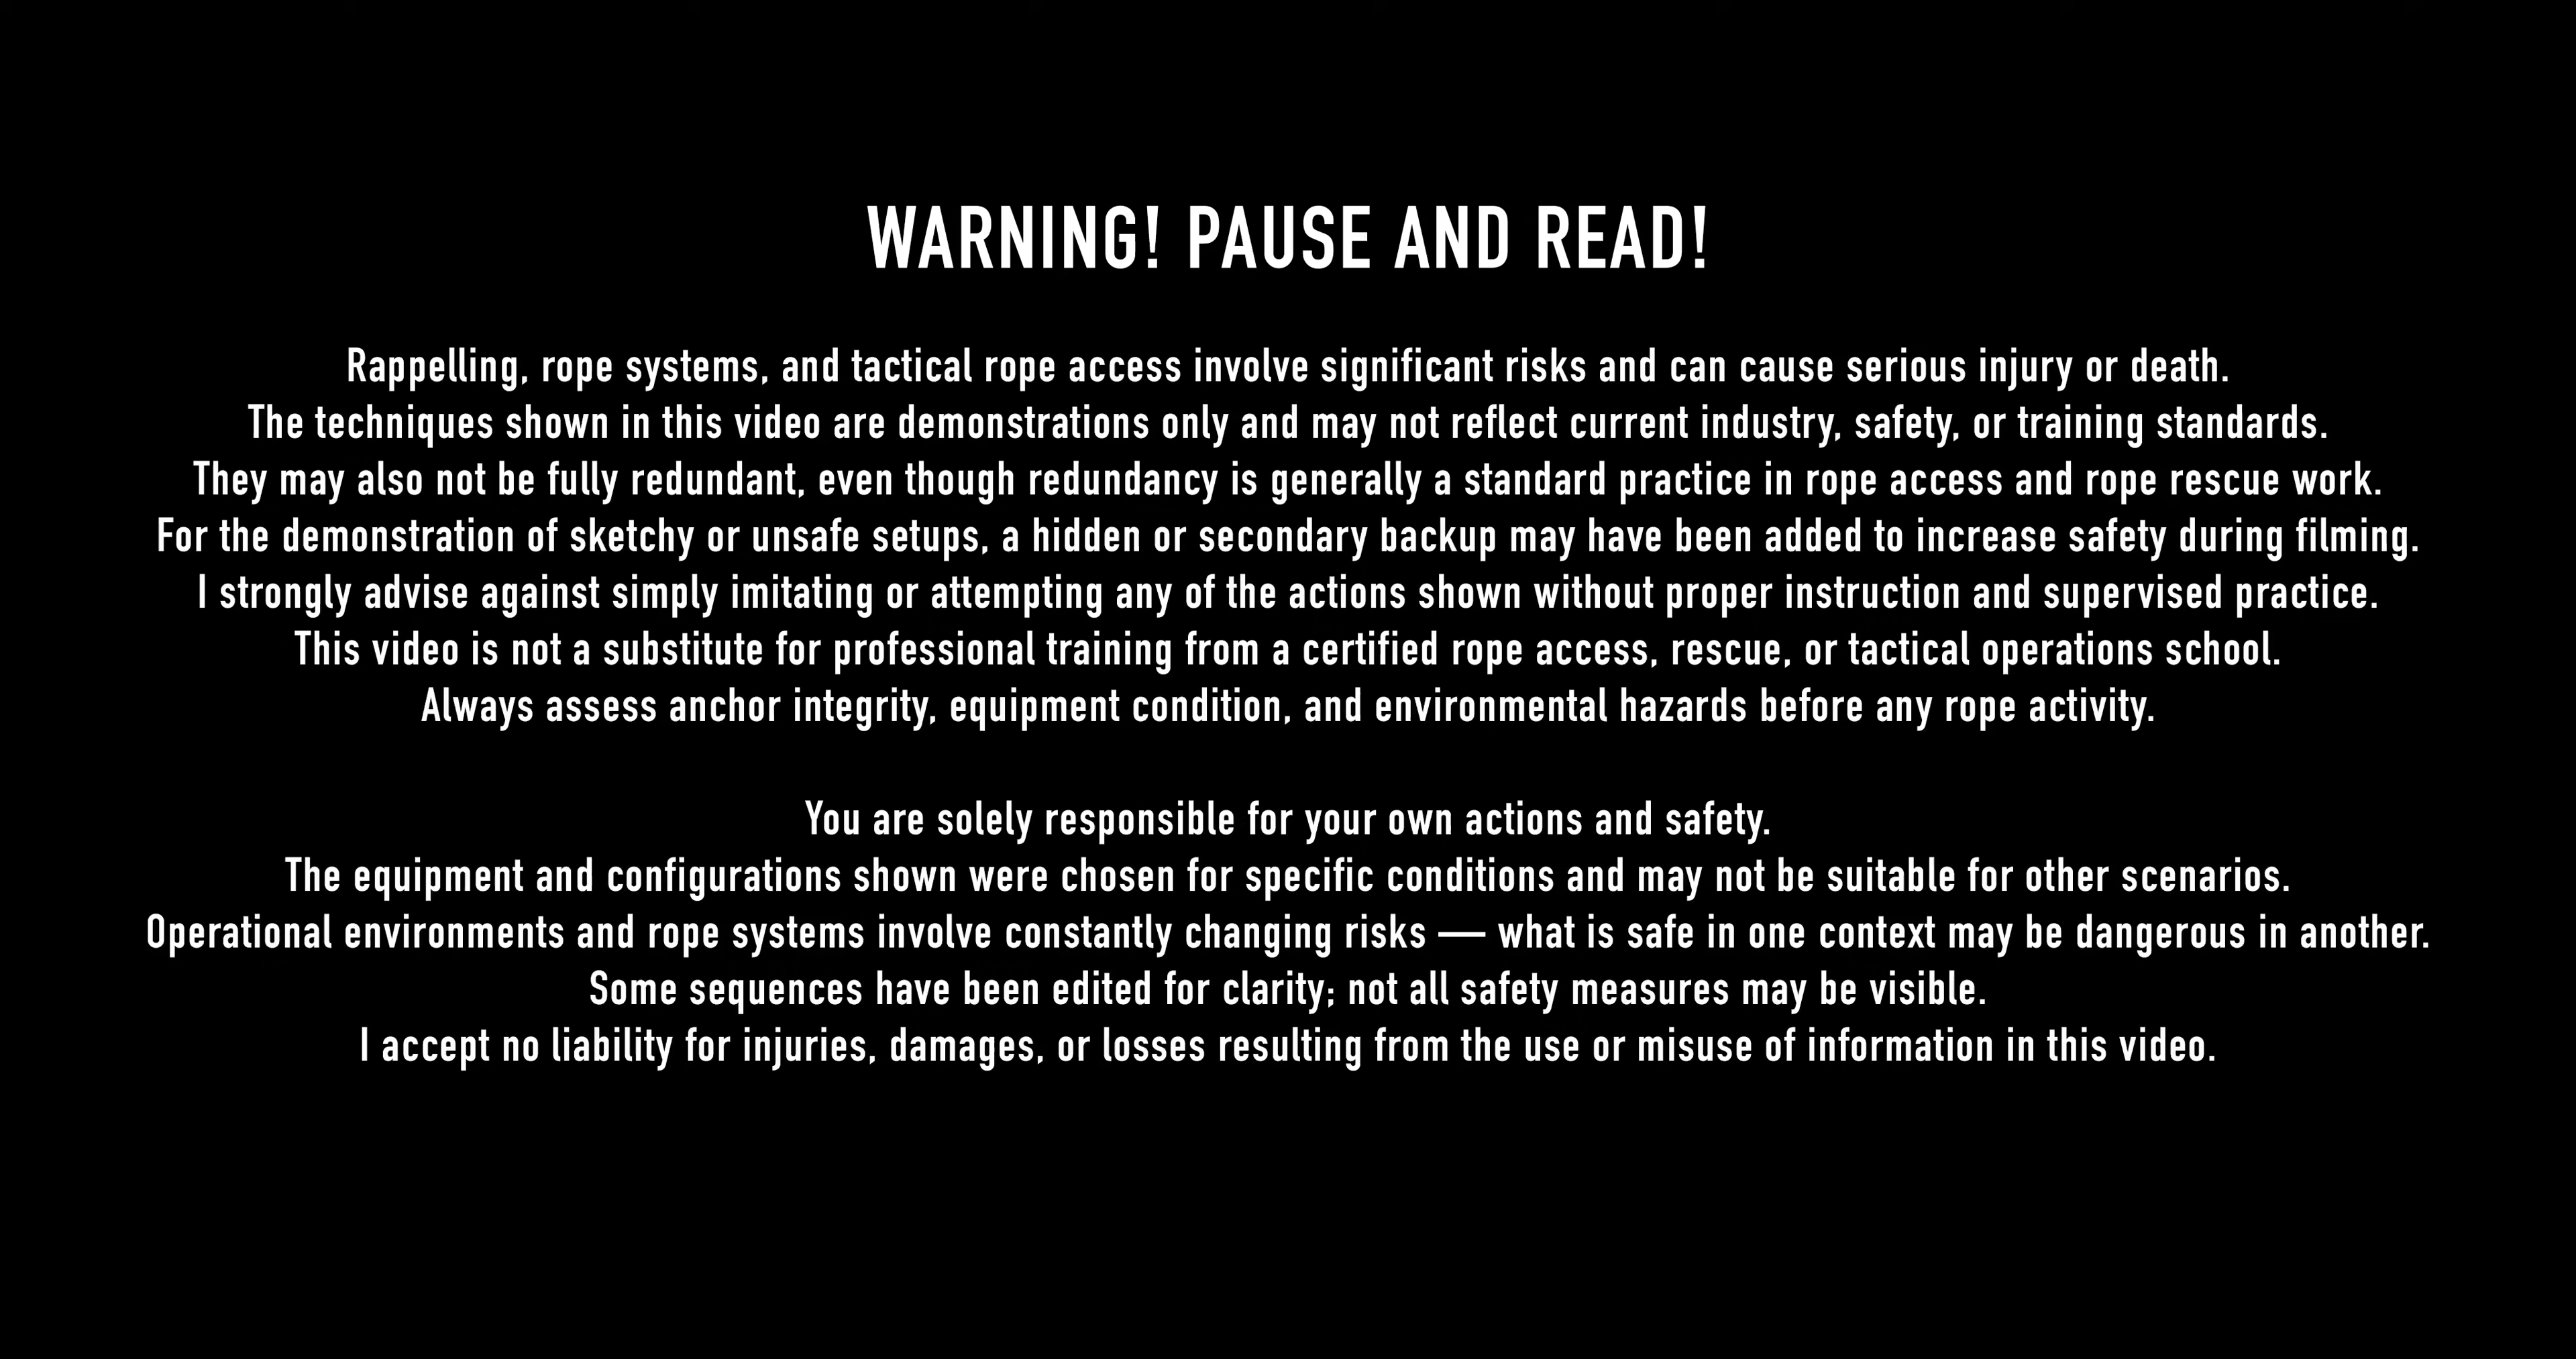 WARNING! PAUSE AND READ!
Rappelling, rope systems, and tactical rope access involve significant risks and can cause serious injury or death.
The techniques shown in this video are demonstrations only and may not reflect current industry, safety, or training standards.
They may also not be fully redundant, even though redundancy is generally a standard practice in rope access and rope rescue work.
For the demonstration of sketchy or unsafe setups, a hidden or secondary backup may have been added to increase safety during filming.
I strongly advise against simply imitating or attempting any of the actions shown without proper instruction and supervised practice.
This video is not a substitute for professional training from a certified rope access, rescue, or tactical operations school.
Always assess anchor integrity, equipment condition, and environmental hazards before any rope activity.
You are solely responsible for your own actions and safety.
The equipment and configurations shown were chosen for specific conditions and may not be suitable for other scenarios.
Operational environments and rope systems involve constantly changing risks — what is safe in one context may be dangerous in another.
Some sequences have been edited for clarity; not all safety measures may be visible.
I accept no liability for injuries, damages, or losses resulting from the use or misuse of information in this video.